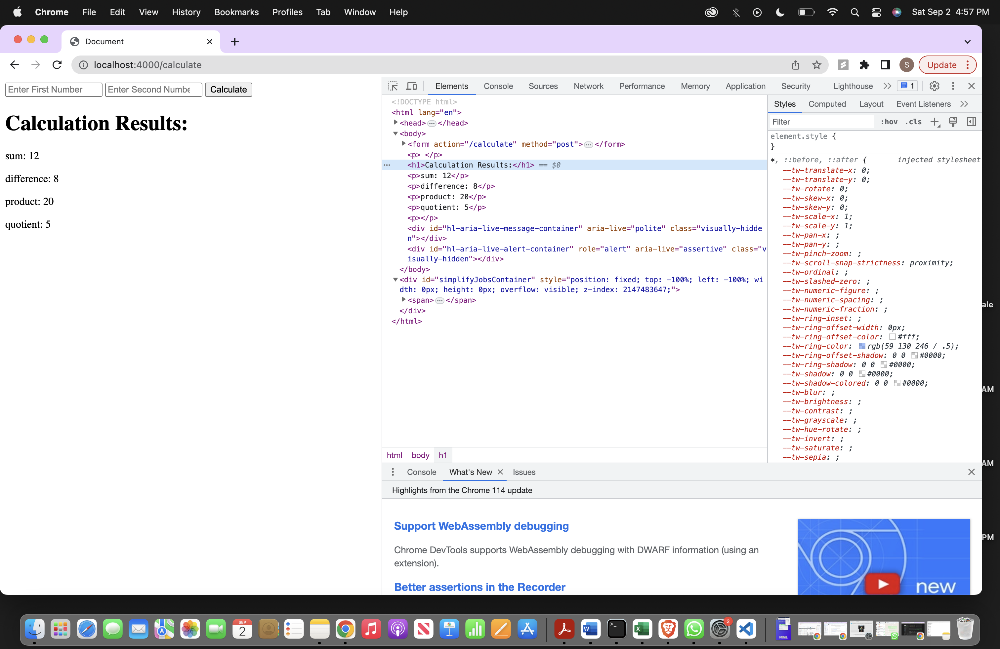 Chrome File Edit View History Bookmarks Profiles Tab Window Help Sat Sep 2 4:57 PM
Document
localhost:4000/calculate
S Update
Enter First Number Enter Second Numbe Calculate
Calculation Results:
sum: 12
difference: 8
product: 20
quotient: 5
Elements Console Sources Network Performance Memory Application Security Lighthouse 1
<!DOCTYPE html>
<html lang="en">
<head> </head>
<body>
<form action="/calculate" method="post"> </form>
<p> </p>
<h1>Calculation Results:</h1> == $0
<p>sum: 12</p>
<p>difference: 8</p>
<p>product: 20</p>
<p>quotient: 5</p>
<p></p>
<div id="hl-aria-live-message-container" aria-live="polite" class="visually-hidde
n"></div>
<div id="hl-aria-live-alert-container" role="alert" aria-live="assertive" class="v
isually-hidden"></div>
</body>
<div id="simplifyJobsContainer" style="position: fixed; top: -100%; left: -100%; wi
dth: 0px; height: 0px; overflow: visible; z-index: 2147483647;">
<span> </span>
</div>
</html>
html body h1
Styles Computed Layout Event Listeners
Filter :hov .cls
element.style {
}
*, ::before, ::after { injected stylesheet
--tw-translate-x: 0;
--tw-translate-y: 0;
--tw-rotate: 0;
--tw-skew-x: 0;
--tw-skew-y: 0;
--tw-scale-x: 1;
--tw-scale-y: 1;
--tw-pan-x: ;
--tw-pan-y: ;
--tw-pinch-zoom: ;
--tw-scroll-snap-strictness: proximity;
--tw-ordinal: ;
--tw-slashed-zero: ;
--tw-numeric-figure: ;
--tw-numeric-spacing: ;
--tw-numeric-fraction: ;
--tw-ring-inset: ;
--tw-ring-offset-width: 0px;
--tw-ring-offset-color: #fff;
--tw-ring-color: rgb(59 130 246 / .5);
--tw-ring-offset-shadow: 0 0 #0000;
--tw-ring-shadow: 0 0 #0000;
--tw-shadow: 0 0 #0000;
--tw-shadow-colored: 0 0 #0000;
--tw-blur: ;
--tw-brightness: ;
--tw-contrast: ;
--tw-grayscale: ;
--tw-hue-rotate: ;
--tw-invert: ;
--tw-saturate: ;
--tw-sepia: ;
Console What's New Issues
Highlights from the Chrome 114 update
Support WebAssembly debugging
Chrome DevTools supports WebAssembly debugging with DWARF information (using an
extension).
Better assertions in the Recorder
new
ale
AM
AM
PM
SEP
2
2
HTML